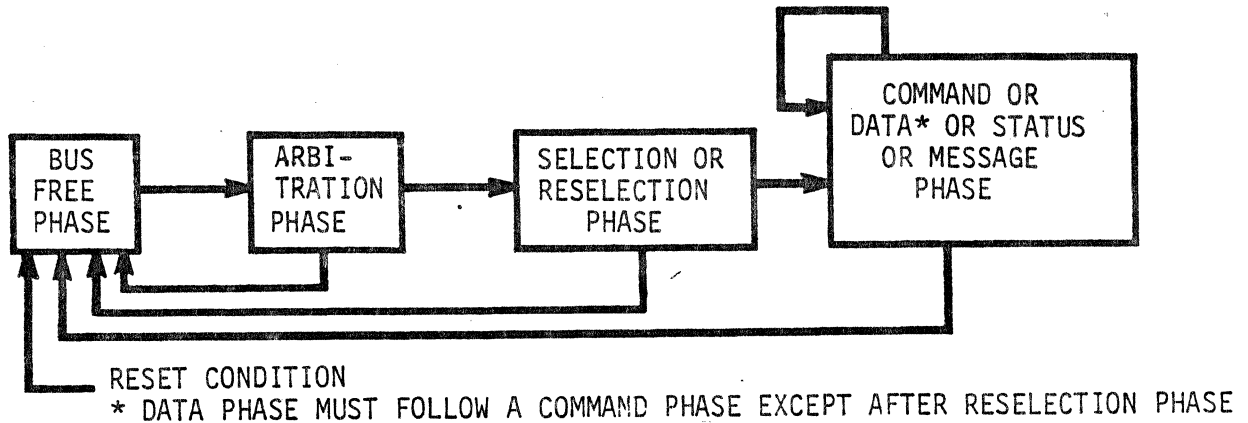 BUS
FREE
PHASE
ARBI-
TRATION
PHASE
SELECTION OR
RESELECTION
PHASE
COMMAND OR
DATA* OR STATUS
OR MESSAGE
PHASE
RESET CONDITION
* DATA PHASE MUST FOLLOW A COMMAND PHASE EXCEPT AFTER RESELECTION PHASE